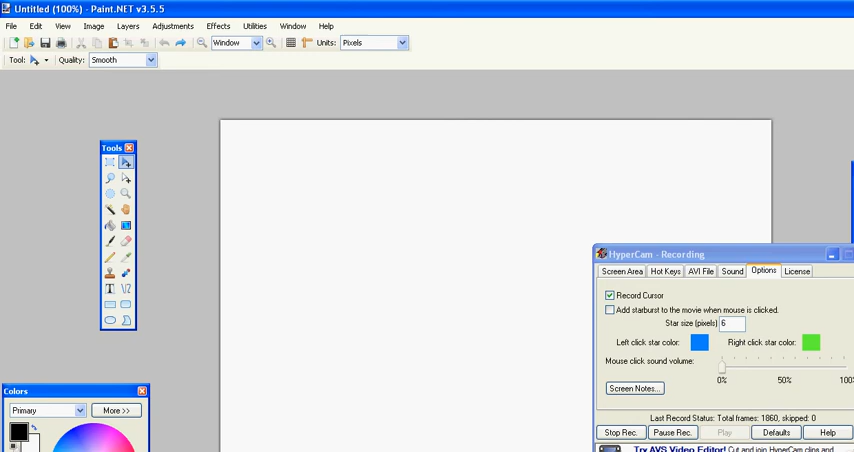 Untitled (100%) - Paint.NET v3.5.5
File Edit View Image Layers Adjustments Effects Utilities Window Help
Window Units: Pixels
Tool: Quality: Smooth
Tools
HyperCam - Recording
Screen Area Hot Keys AVI File Sound Options License
Record Cursor
Add starburst to the movie when mouse is clicked.
Star size (pixels) 6
Left click star color: Right click star color:
Mouse click sound volume:
0% 50% 100%
Screen Notes...
Last Record Status: Total frames: 1860, skipped: 0
Stop Rec. Pause Rec. Play Defaults Help
Try AVS Video Editor! Cut and join HyperCam clips and
Colors
Primary More >>